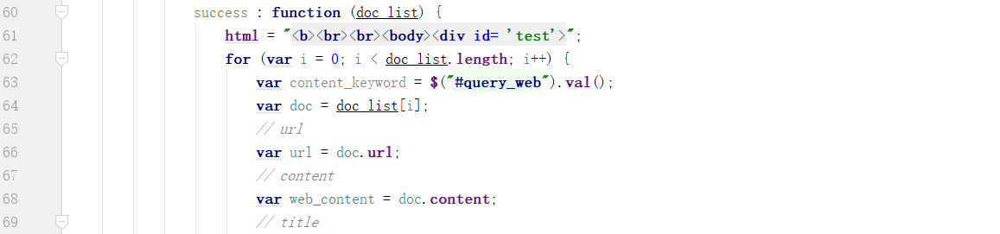 60 success : function (doc_list) {
61 html = "<b><br><br><body><div id= 'test'>";
62 for (var i = 0; i < doc_list.length; i++) {
63 var content_keyword = $("#query_web").val();
64 var doc = doc_list[i];
65 // url
66 var url = doc.url;
67 // content
68 var web_content = doc.content;
69 // title